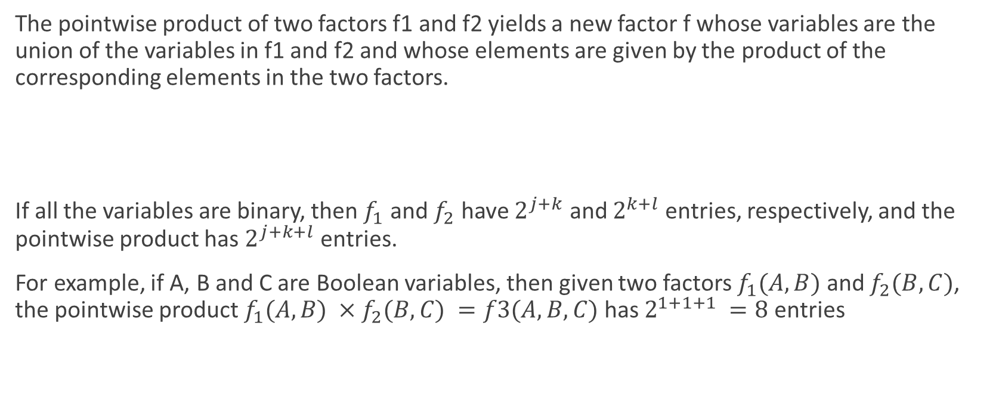 The pointwise product of two factors f1 and f2 yields a new factor f whose variables are the
union of the variables in f1 and f2 and whose elements are given by the product of the
corresponding elements in the two factors.
If all the variables are binary, then $f_1$ and $f_2$ have $2^{j+k}$ and $2^{k+l}$ entries, respectively, and the
pointwise product has $2^{j+k+l}$ entries.
For example, if A, B and C are Boolean variables, then given two factors $f_1(A, B)$ and $f_2(B, C)$,
the pointwise product $f_1(A, B) \times f_2(B, C) = f3(A, B, C)$ has $2^{1+1+1} = 8$ entries